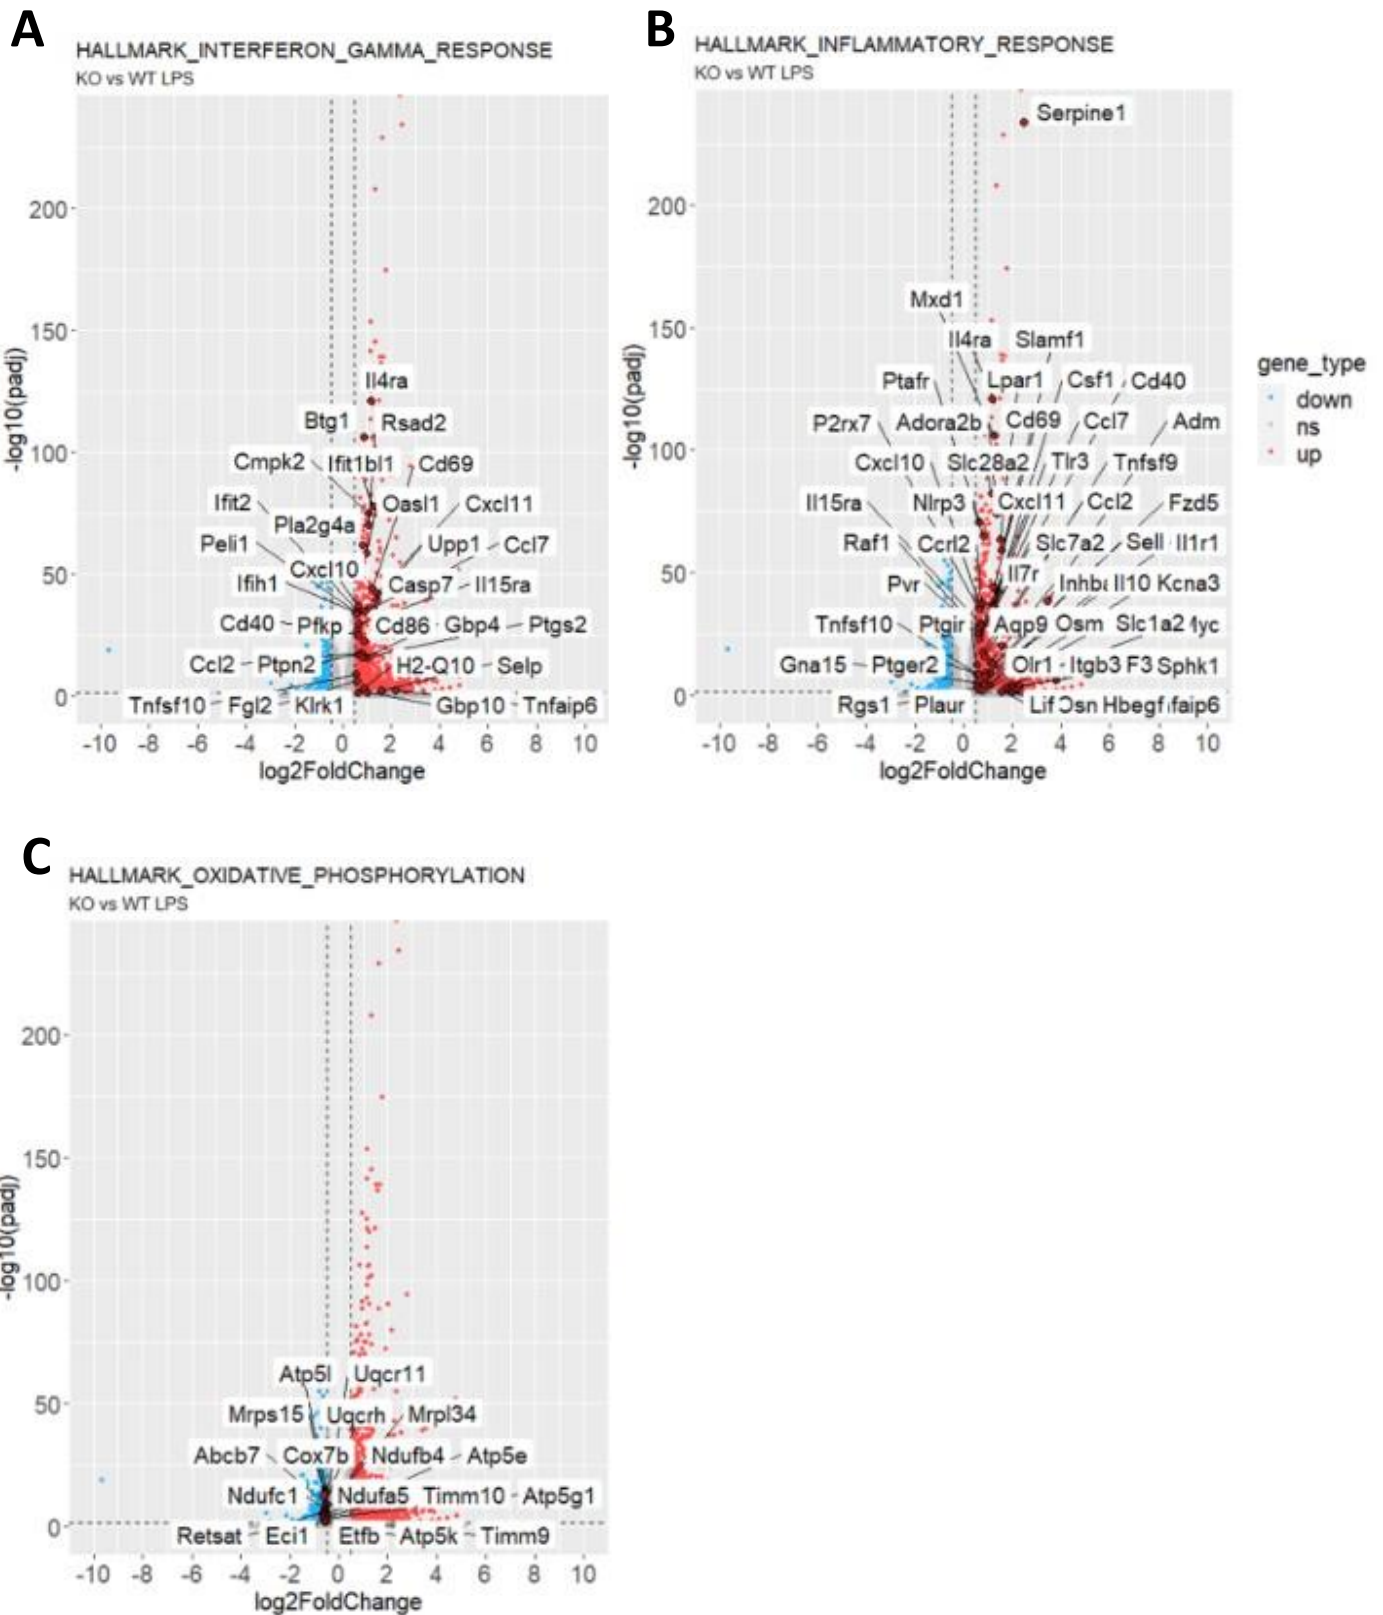 A
HALLMARK_INTERFERON_GAMMA_RESPONSE
KO vs WT LPS
-log10(padj)
200
150
100
50
0
Il4ra
Btg1 Rsad2
Cmpk2 Ifit1bl1 Cd69
Ifit2 Oasl1 Cxcl11
Pla2g4a
Peli1 Upp1 Ccl7
Cxcl10
Ifih1 Casp7 Il15ra
Cd40 Pfkp Cd86 Gbp4 Ptgs2
Ccl2 Ptpn2 H2-Q10 Selp
Tnfsf10 Fgl2 Klrk1 Gbp10 Tnfaip6
-10 -8 -6 -4 -2 0 2 4 6 8 10
log2FoldChange
B
HALLMARK_INFLAMMATORY_RESPONSE
KO vs WT LPS
-log10(padj)
200
150
100
50
0
Serpine1
Mxd1
Il4ra Slamf1
Ptafr Lpar1 Csf1 Cd40
P2rx7 Adora2b Cd69 Ccl7 Adm
Cxcl10 Slc28a2 Tlr3 Tnfsf9
Il15ra Nlrp3 Cxcl11 Ccl2 Fzd5
Raf1 Ccrl2 Slc7a2 Sell Il1r1
Pvr Il7r Il10 Kcna3
Tnfsf10 Ptgir Aqp9 Osm Slc1a2
Gna15 Ptger2 Olr1 Itgb3 F3 Sphk1
Rgs1 Plaur Lif Hbegf
-10 -8 -6 -4 -2 0 2 4 6 8 10
log2FoldChange
gene_type
down
ns
up
C
HALLMARK_OXIDATIVE_PHOSPHORYLATION
KO vs WT LPS
-log10(padj)
200
150
100
50
0
Atp5l Uqcr11
Mrps15 Uqcrh Mrpl34
Abcb7 Cox7b Ndufb4 Atp5e
Ndufc1 Ndufa5 Timm10 Atp5g1
Retsat Eci1 Etfb Atp5k Timm9
-10 -8 -6 -4 -2 0 2 4 6 8 10
log2FoldChange